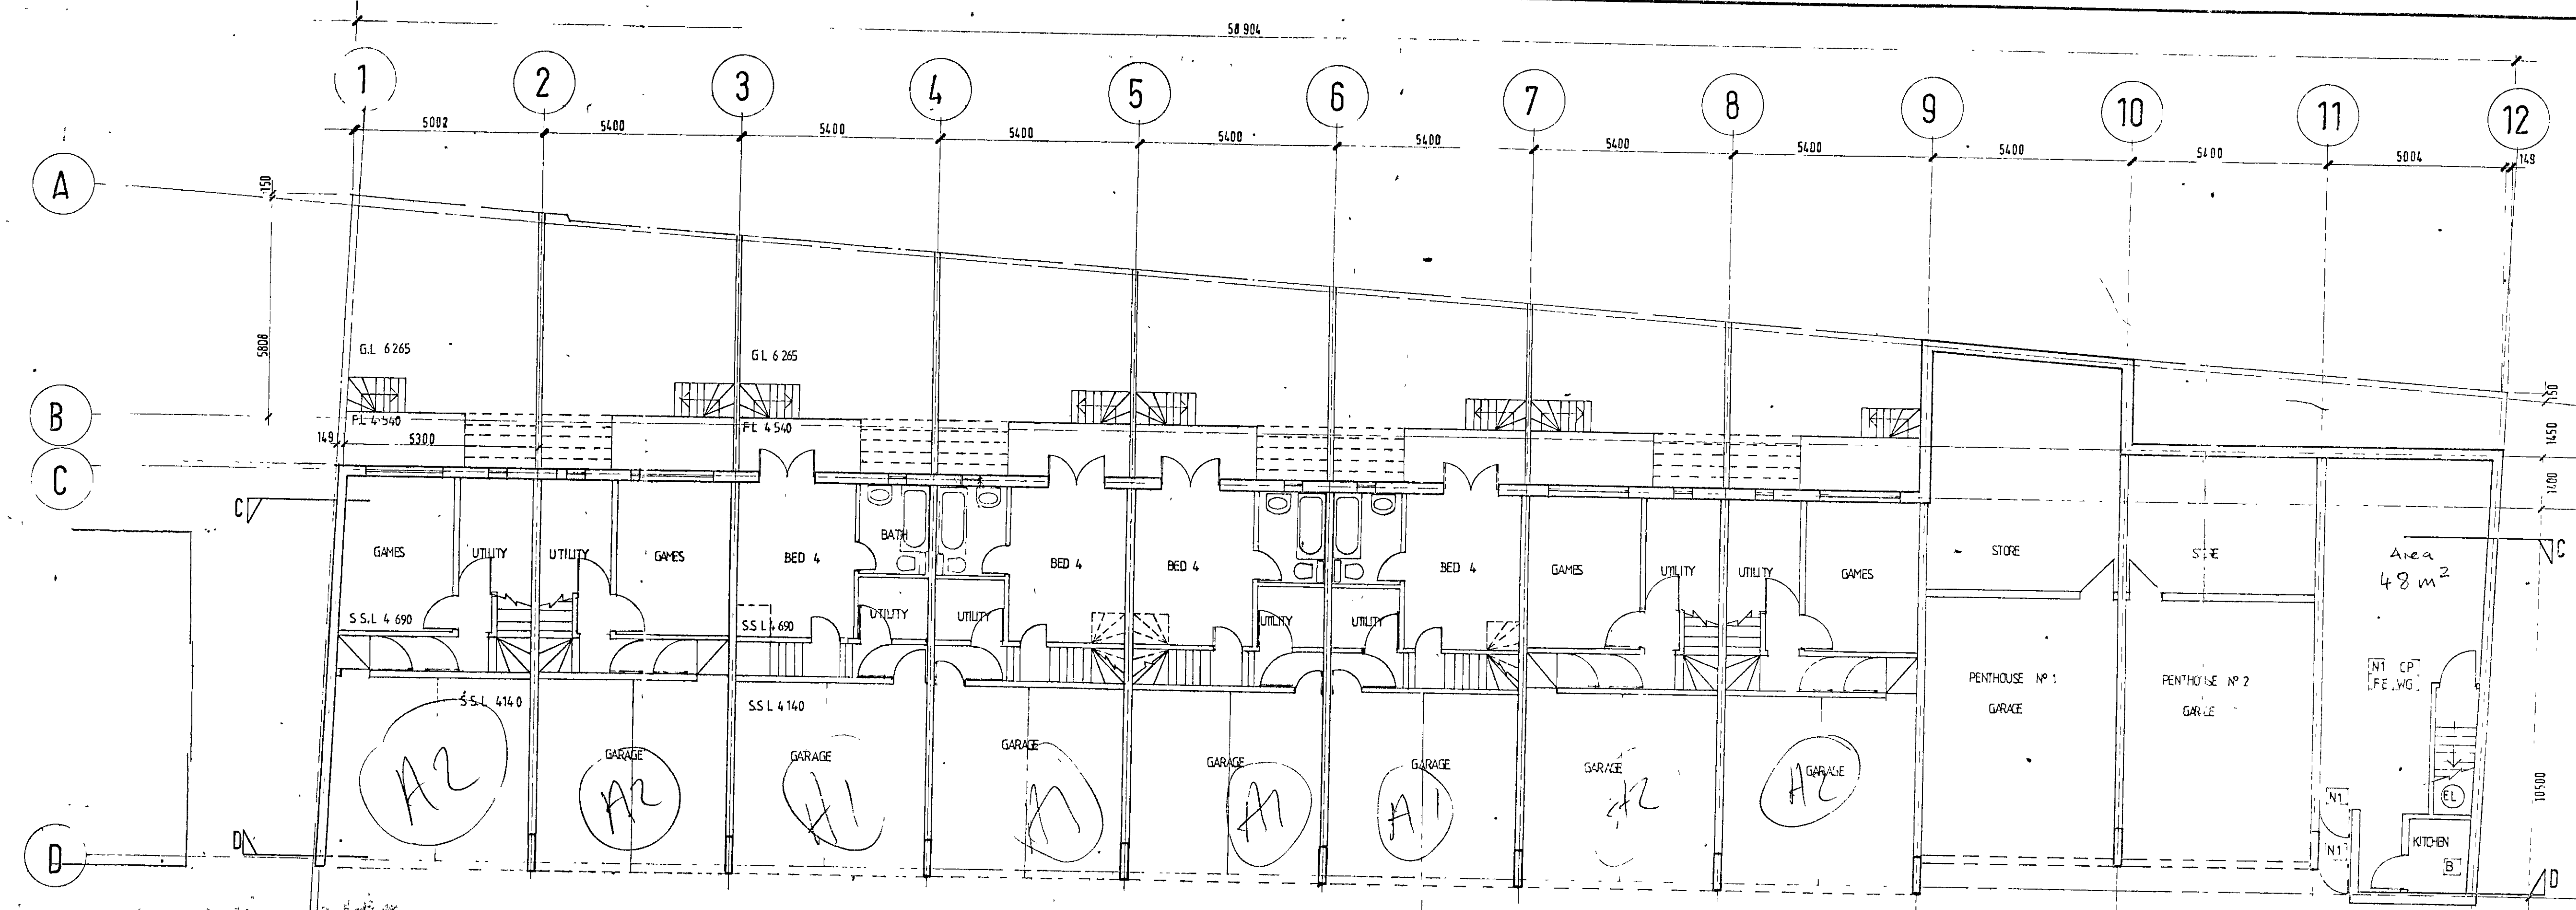 58 904
1 2 3 4 5 6 7 8 9 10 11 12
5002 5400 5400 5400 5400 5400 5400 5400 5400 5400 5004 149
A
150
5808
G.L 6 265
G L 6 265
B
F.L 4·540
F L 4 540
150
1450
149 5300
C
1400
C
BATH
GAMES UTILITY UTILITY GAMES BED 4 BED 4 BED 4 BED 4 GAMES UTILITY UTILITY GAMES
STORE
Area
48 m²
C
S S.L 4 690
S S L 4 690
UTILITY UTILITY UTILITY UTILITY
N1 CP
FE WG
PENTHOUSE Nº 1
GARAGE
PENTHOUSE Nº 2
S S.L 4140
S S L 4140
GARAGE GARAGE GARAGE GARAGE GARAGE GARAGE GARAGE
A2 A2 A1 A1 A1 A1 A2 A2
N1
EL
10500
D
D
N1
KITCHEN
B
D